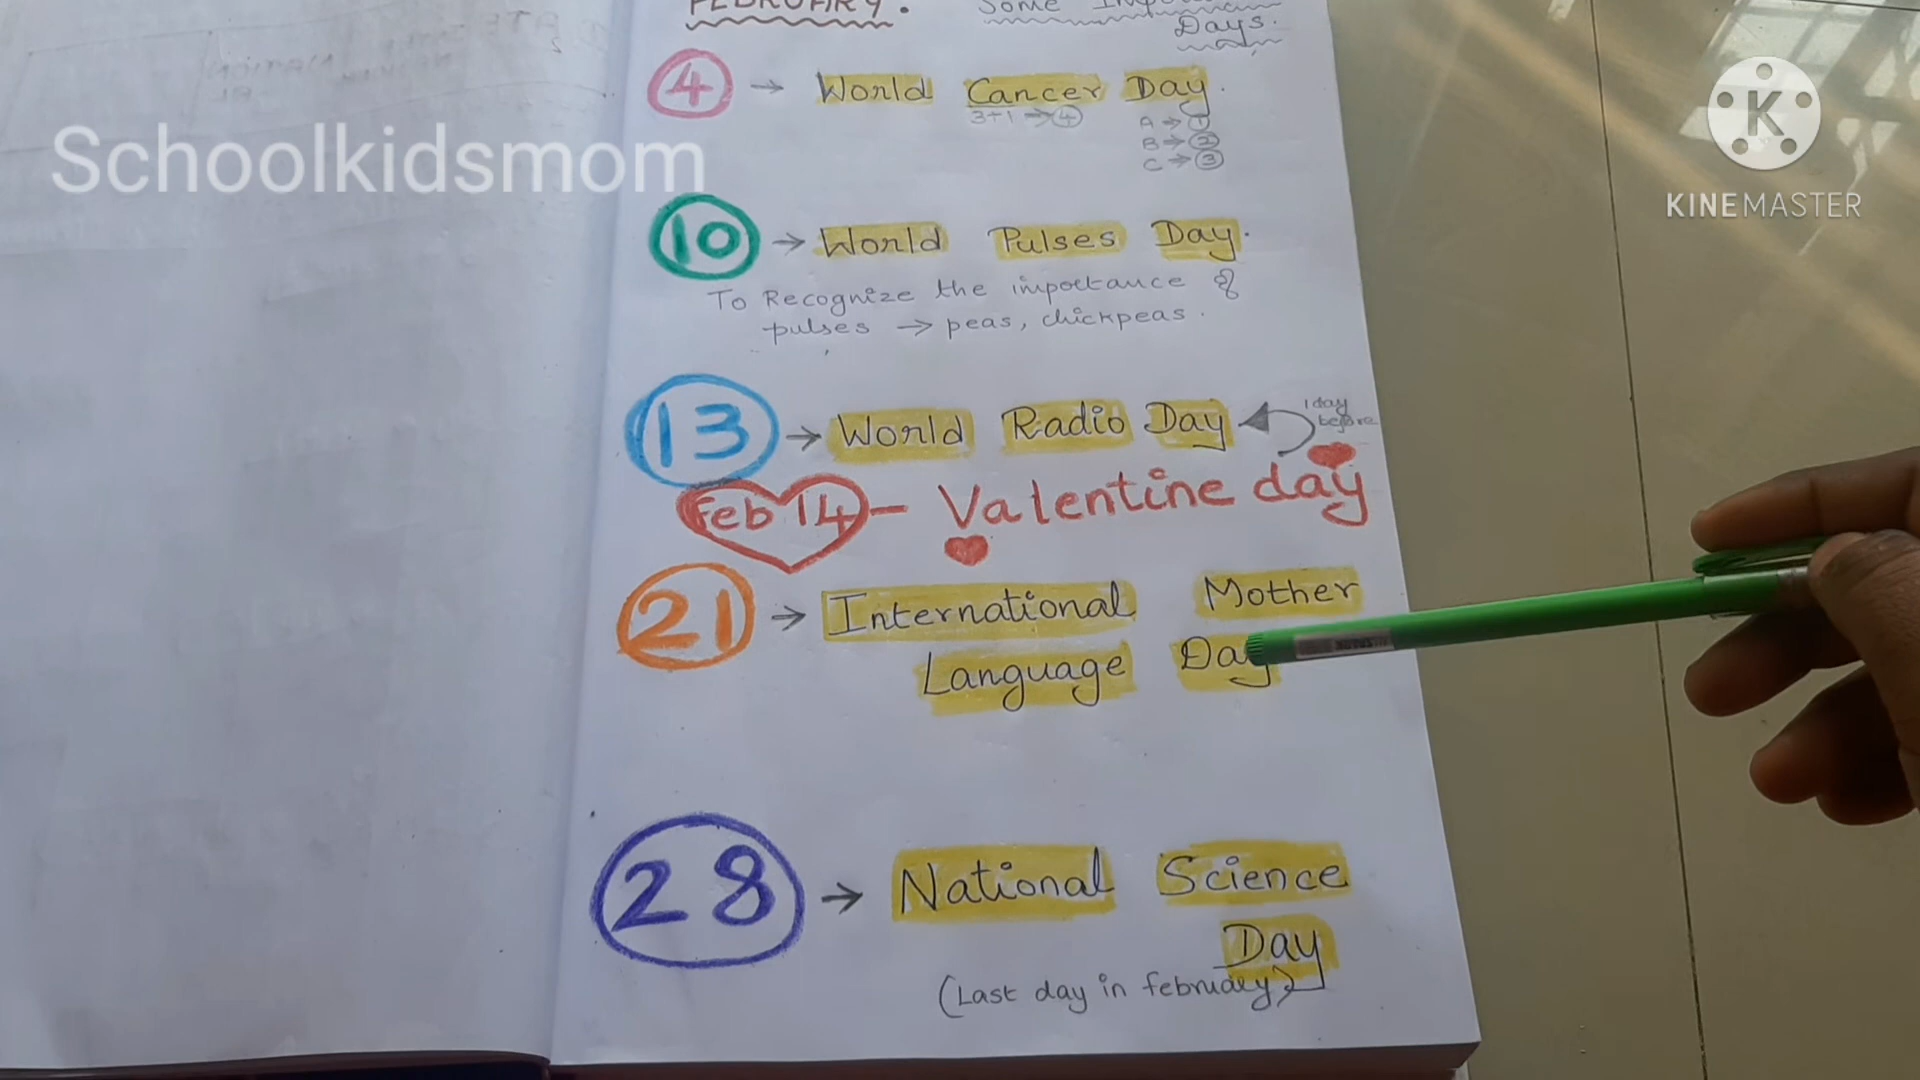 FEBRUARY. Some
Days.
4 → World Cancer Day.
3+1 → 4
A → 1
B → 2
C → 3
Schoolkidsmom
K
KINEMASTER
10 → World Pulses Day.
To Recognize the importance of
pulses → peas, chickpeas.
13 → World Radio Day
1 day
before
Feb 14 - Valentine day
21 → International Mother
Language Day
28 → National Science
Day
(Last day in february)